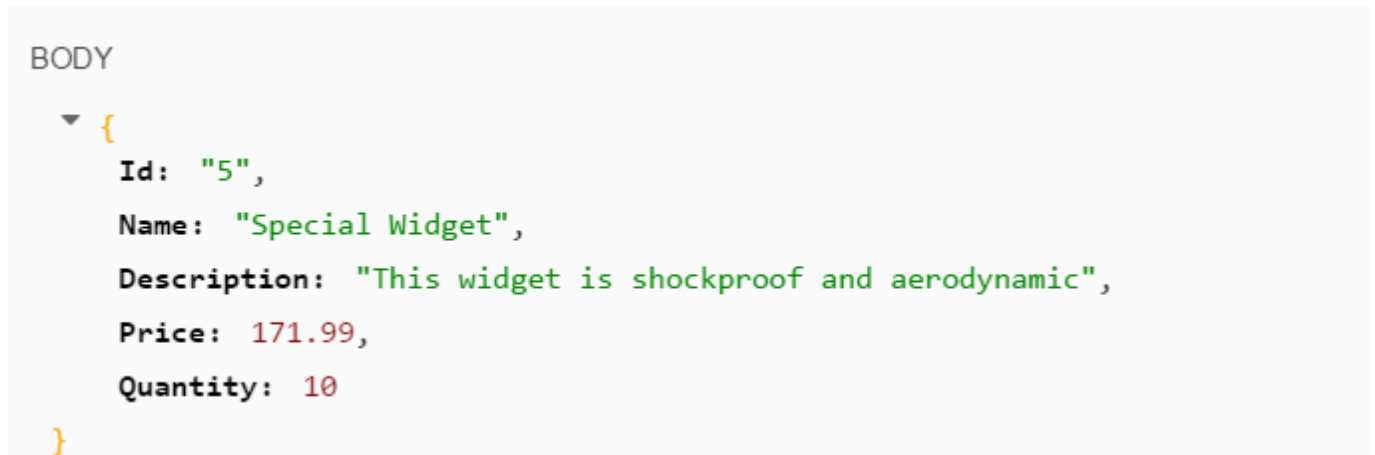 BODY
{
Id: "5",
Name: "Special Widget",
Description: "This widget is shockproof and aerodynamic",
Price: 171.99,
Quantity: 10
}